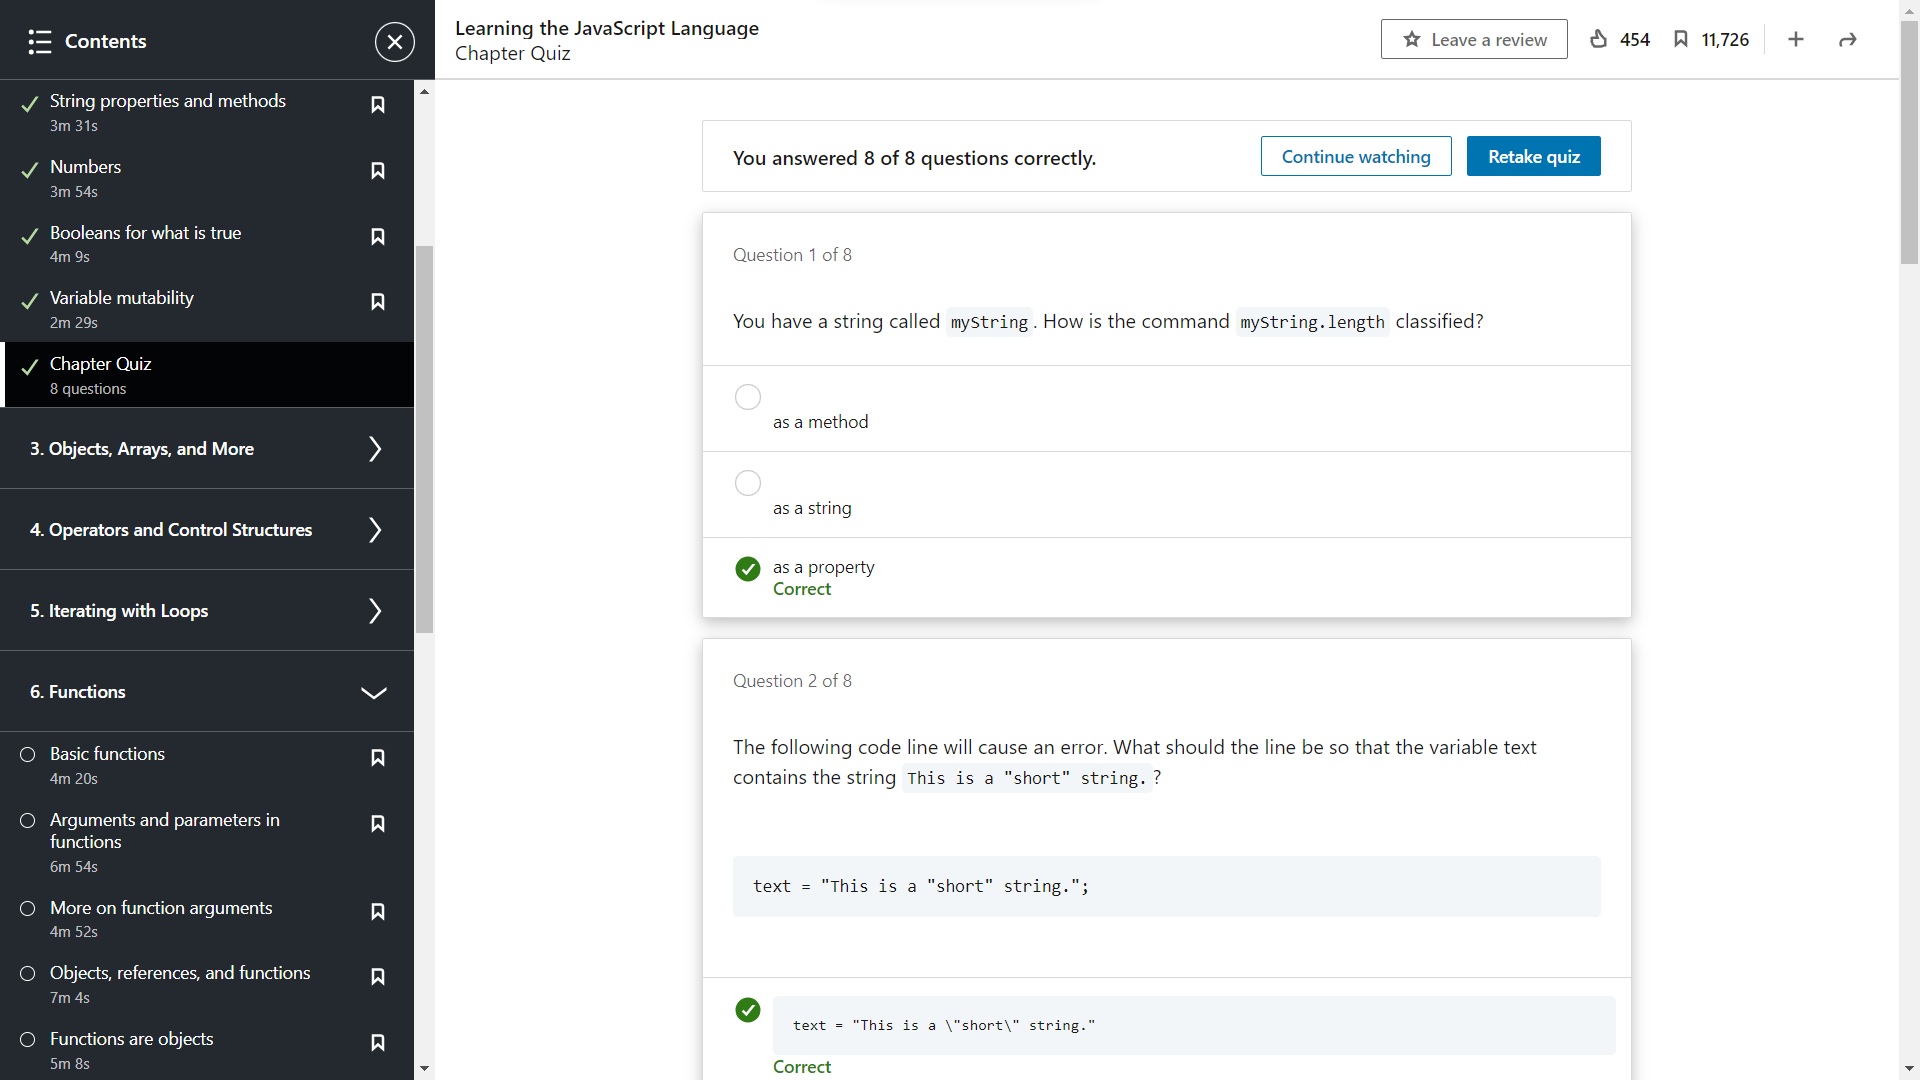 Contents
String properties and methods
3m 31s
Numbers
3m 54s
Booleans for what is true
4m 9s
Variable mutability
2m 29s
Chapter Quiz
8 questions
3. Objects, Arrays, and More
4. Operators and Control Structures
5. Iterating with Loops
6. Functions
Basic functions
4m 20s
Arguments and parameters in
functions
6m 54s
More on function arguments
4m 52s
Objects, references, and functions
7m 4s
Functions are objects
5m 8s
Learning the JavaScript Language
Chapter Quiz
Leave a review
454
11,726
You answered 8 of 8 questions correctly.
Continue watching
Retake quiz
Question 1 of 8
You have a string called myString. How is the command myString.length classified?
as a method
as a string
as a property
Correct
Question 2 of 8
The following code line will cause an error. What should the line be so that the variable text
contains the string This is a "short" string.?
text = "This is a "short" string.";
text = "This is a \"short\" string."
Correct